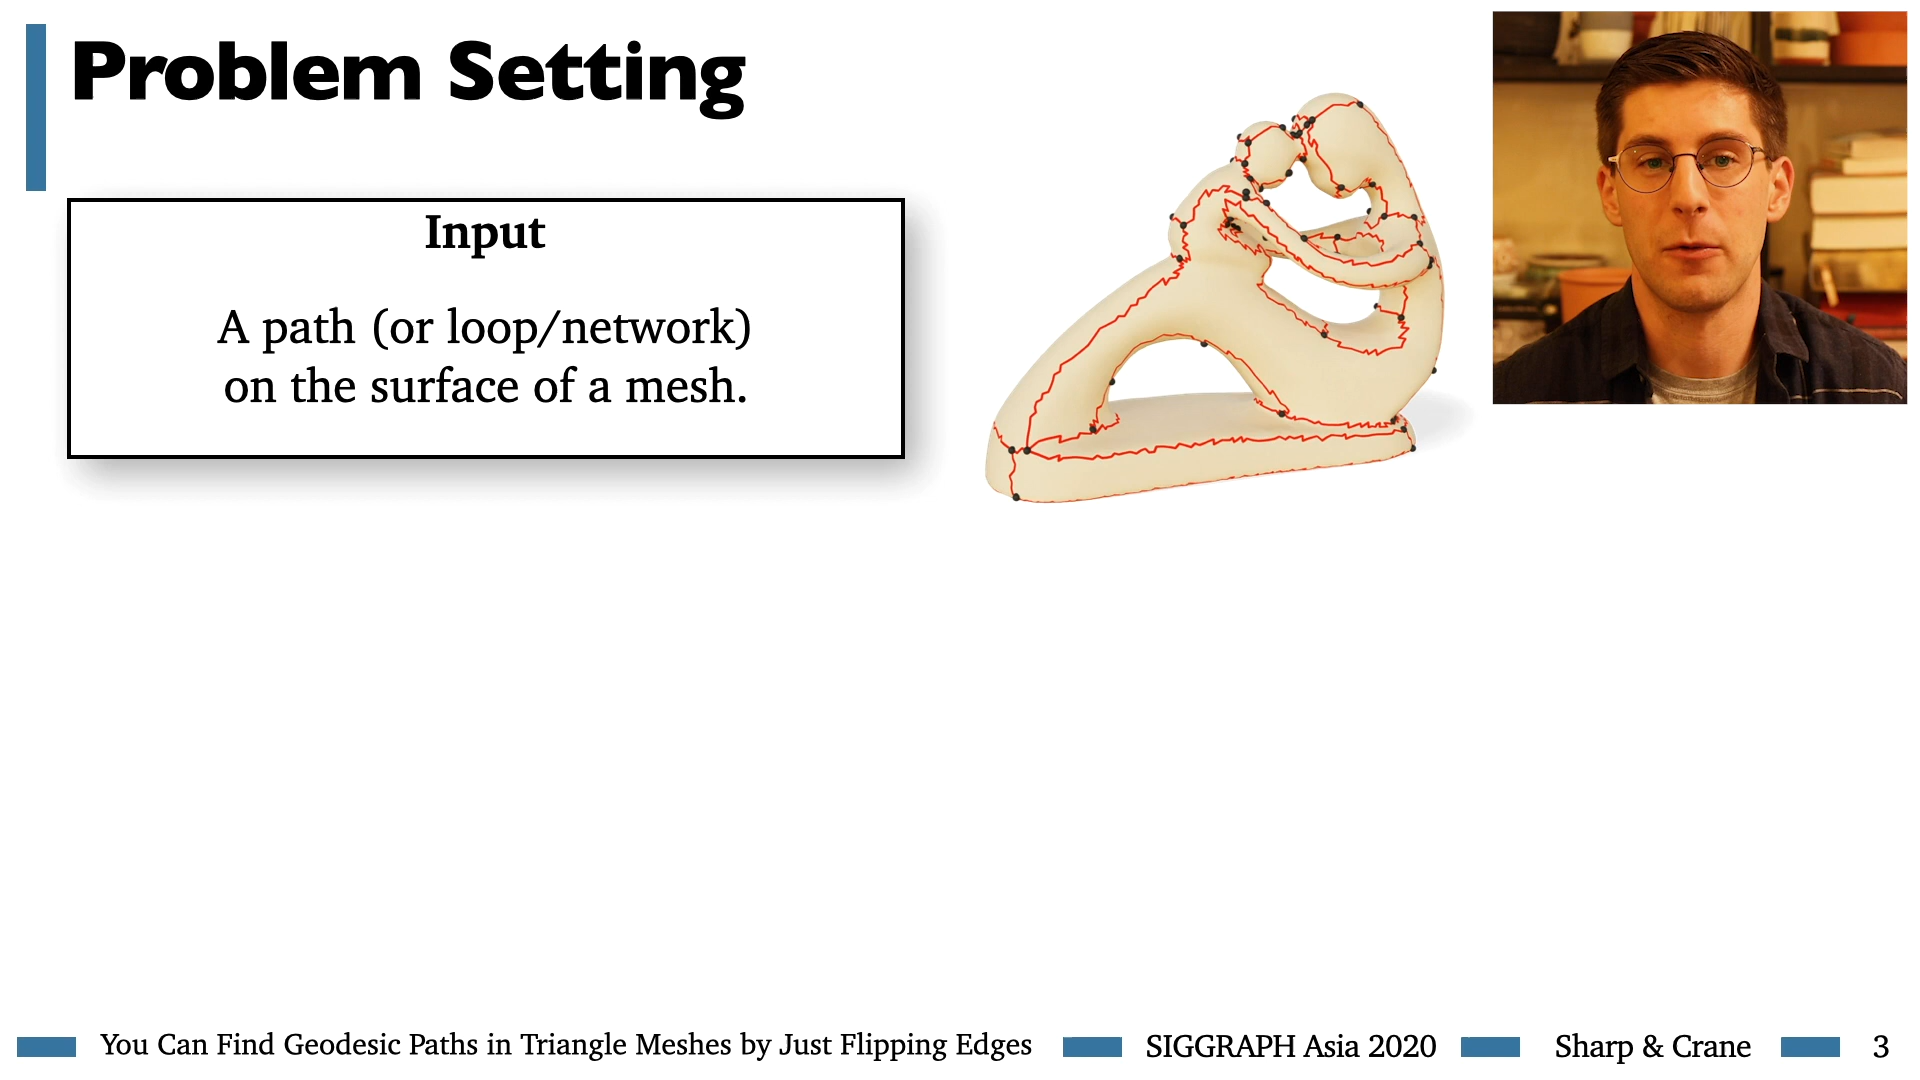 Problem Setting
Input
A path (or loop/network)
on the surface of a mesh.
You Can Find Geodesic Paths in Triangle Meshes by Just Flipping Edges
SIGGRAPH Asia 2020
Sharp & Crane
3